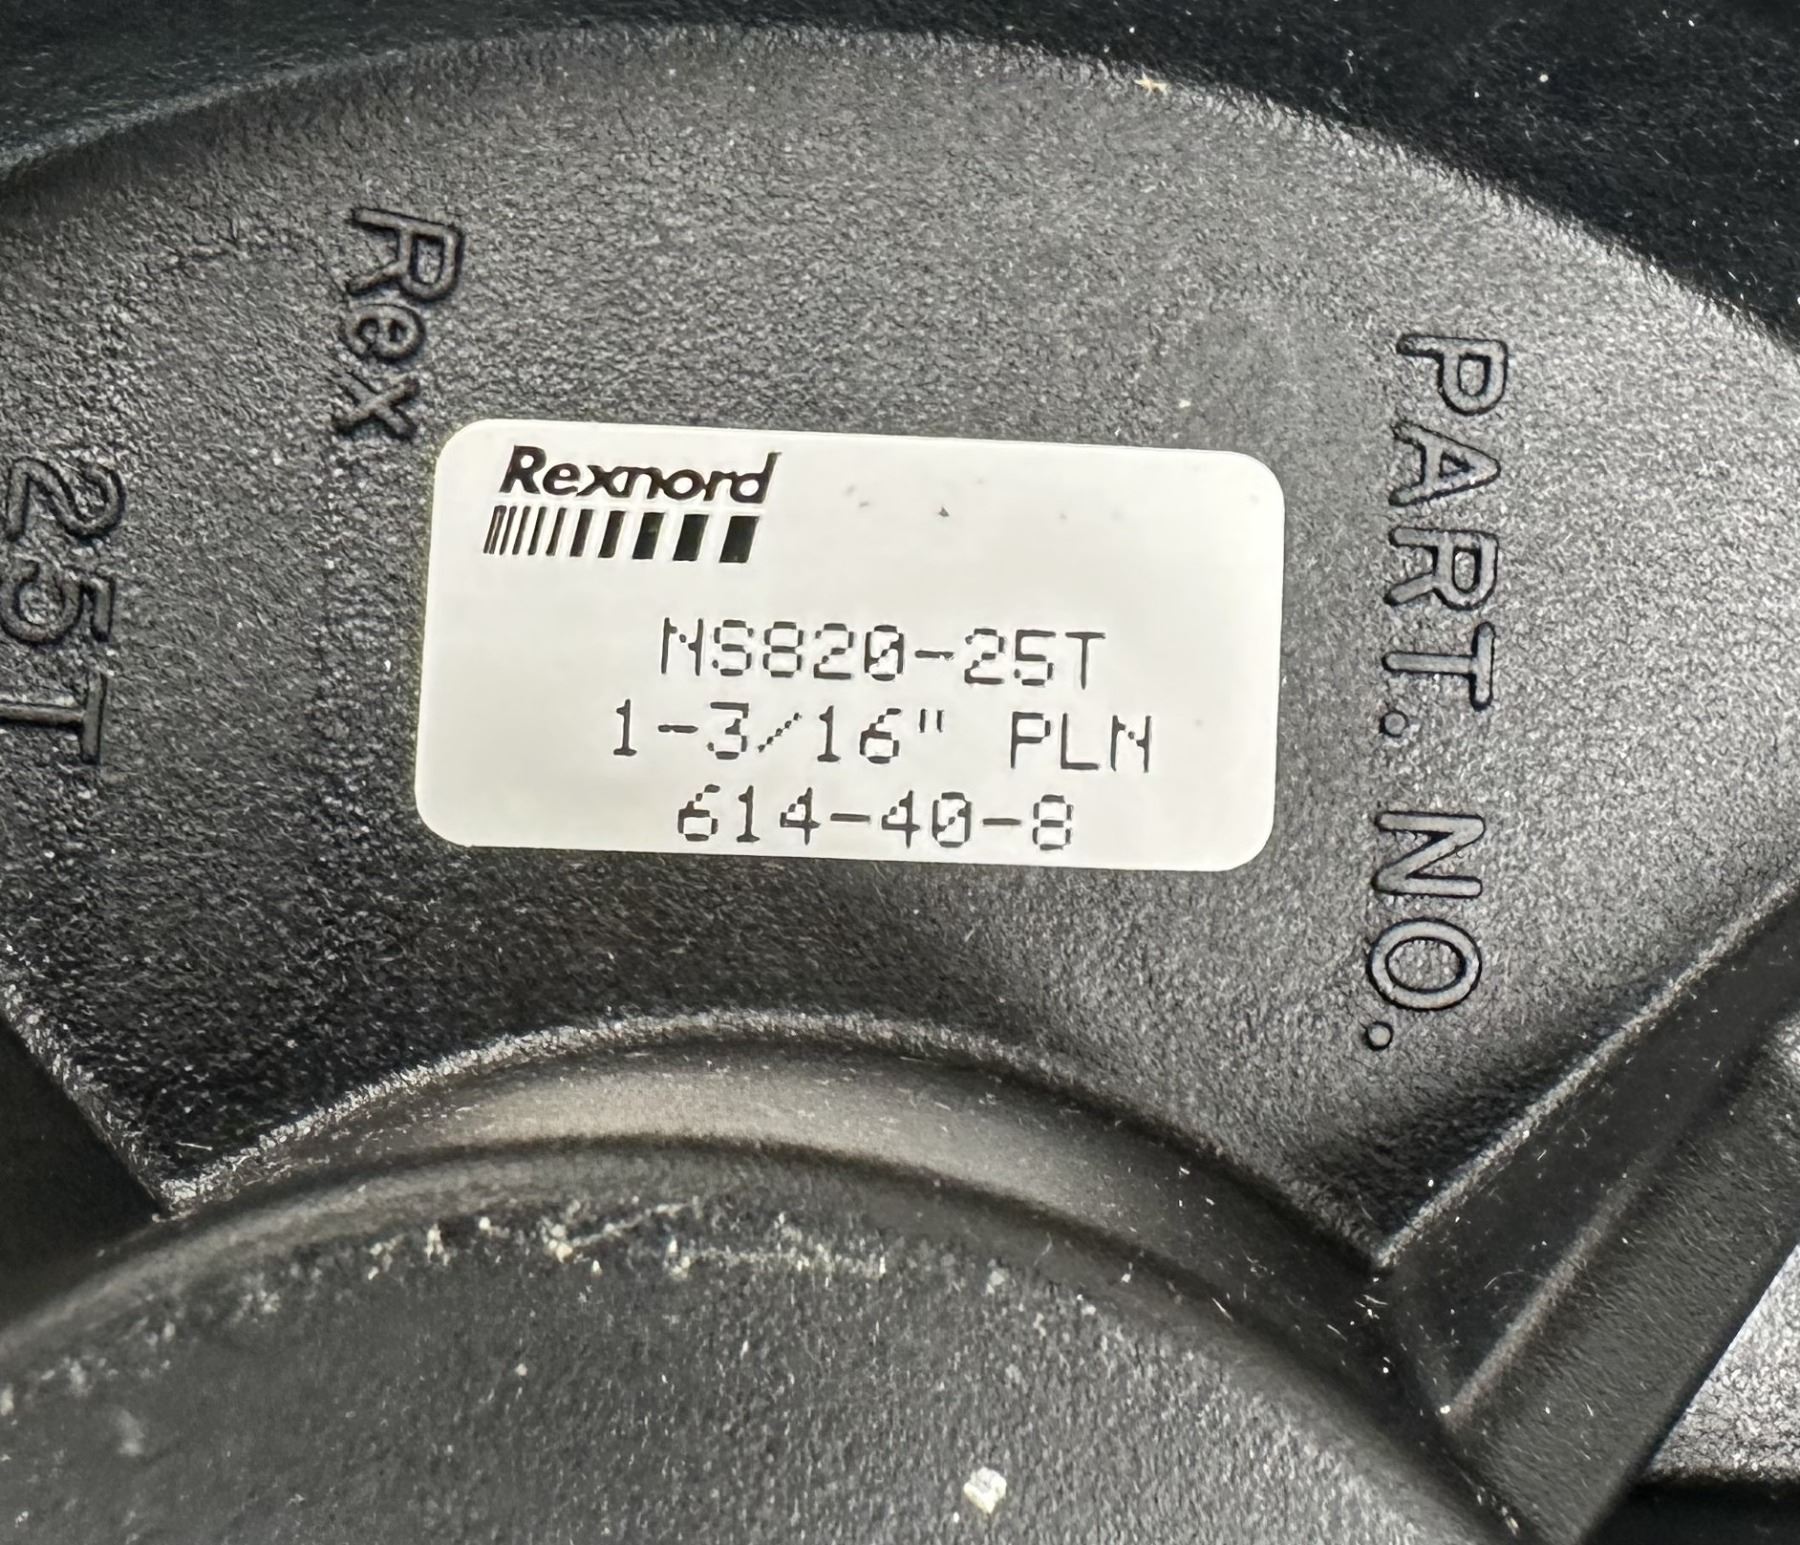 Rex
25T
Rexnord
NS820-25T
1-3/16" PLN
614-40-8
PART. NO.